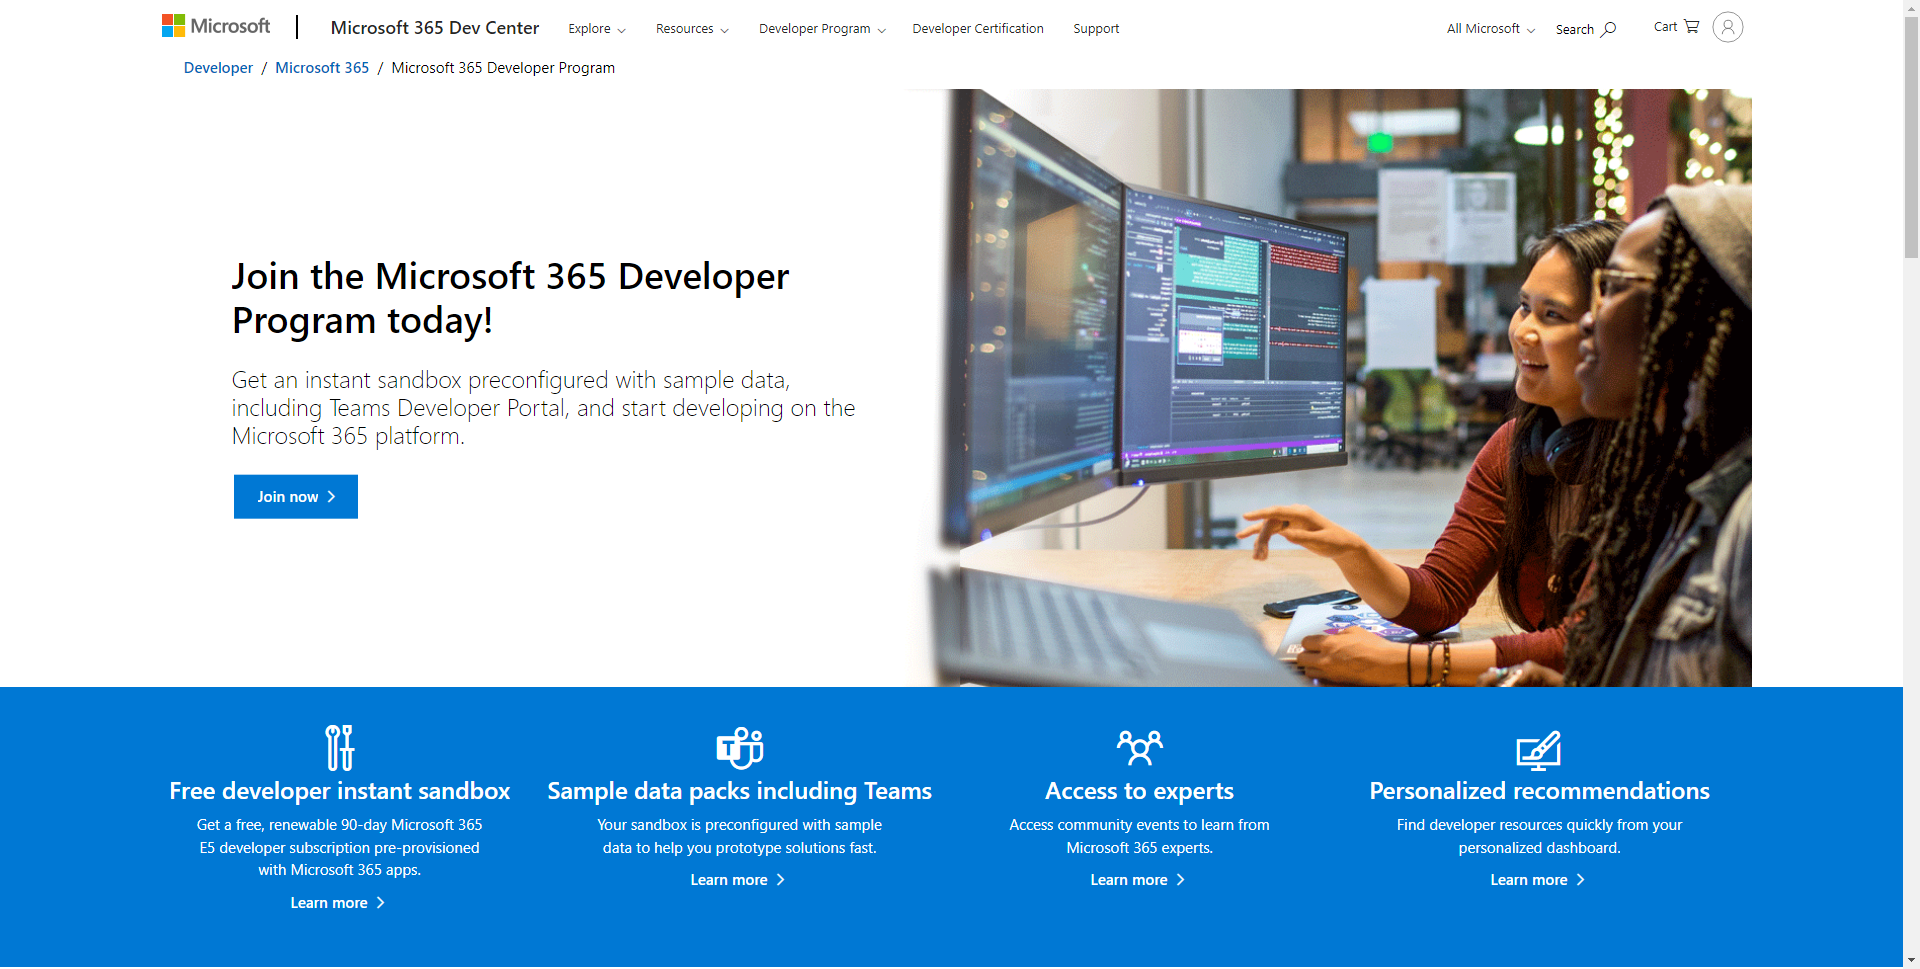 Microsoft
Microsoft 365 Dev Center
Explore
Resources
Developer Program
Developer Certification
Support
All Microsoft
Search
Cart
Developer / Microsoft 365 / Microsoft 365 Developer Program
Join the Microsoft 365 Developer
Program today!
Get an instant sandbox preconfigured with sample data,
including Teams Developer Portal, and start developing on the
Microsoft 365 platform.
Join now
Free developer instant sandbox
Get a free, renewable 90-day Microsoft 365
E5 developer subscription pre-provisioned
with Microsoft 365 apps.
Learn more
Sample data packs including Teams
Your sandbox is preconfigured with sample
data to help you prototype solutions fast.
Learn more
Access to experts
Access community events to learn from
Microsoft 365 experts.
Learn more
Personalized recommendations
Find developer resources quickly from your
personalized dashboard.
Learn more